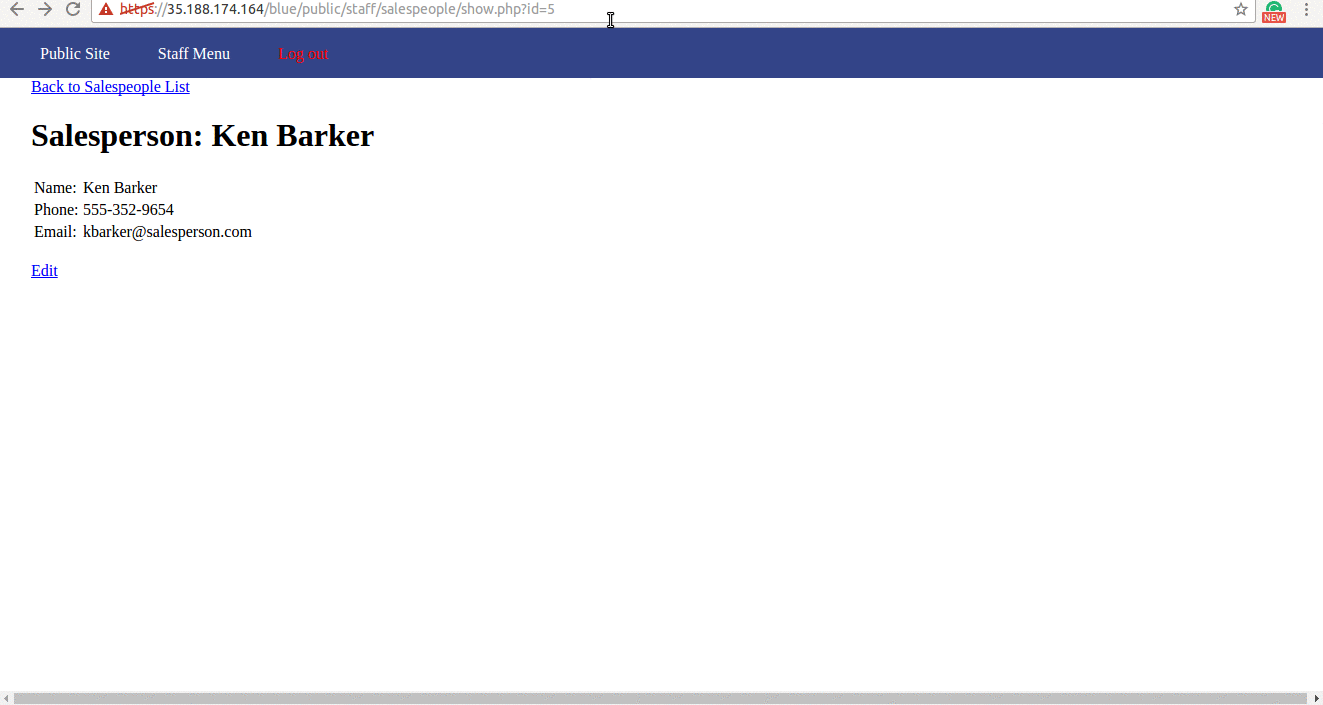 https://35.188.174.164/blue/public/staff/salespeople/show.php?id=5
NEW
Public Site Staff Menu Log out
Back to Salespeople List
Salesperson: Ken Barker
Name: Ken Barker
Phone: 555-352-9654
Email: kbarker@salesperson.com
Edit